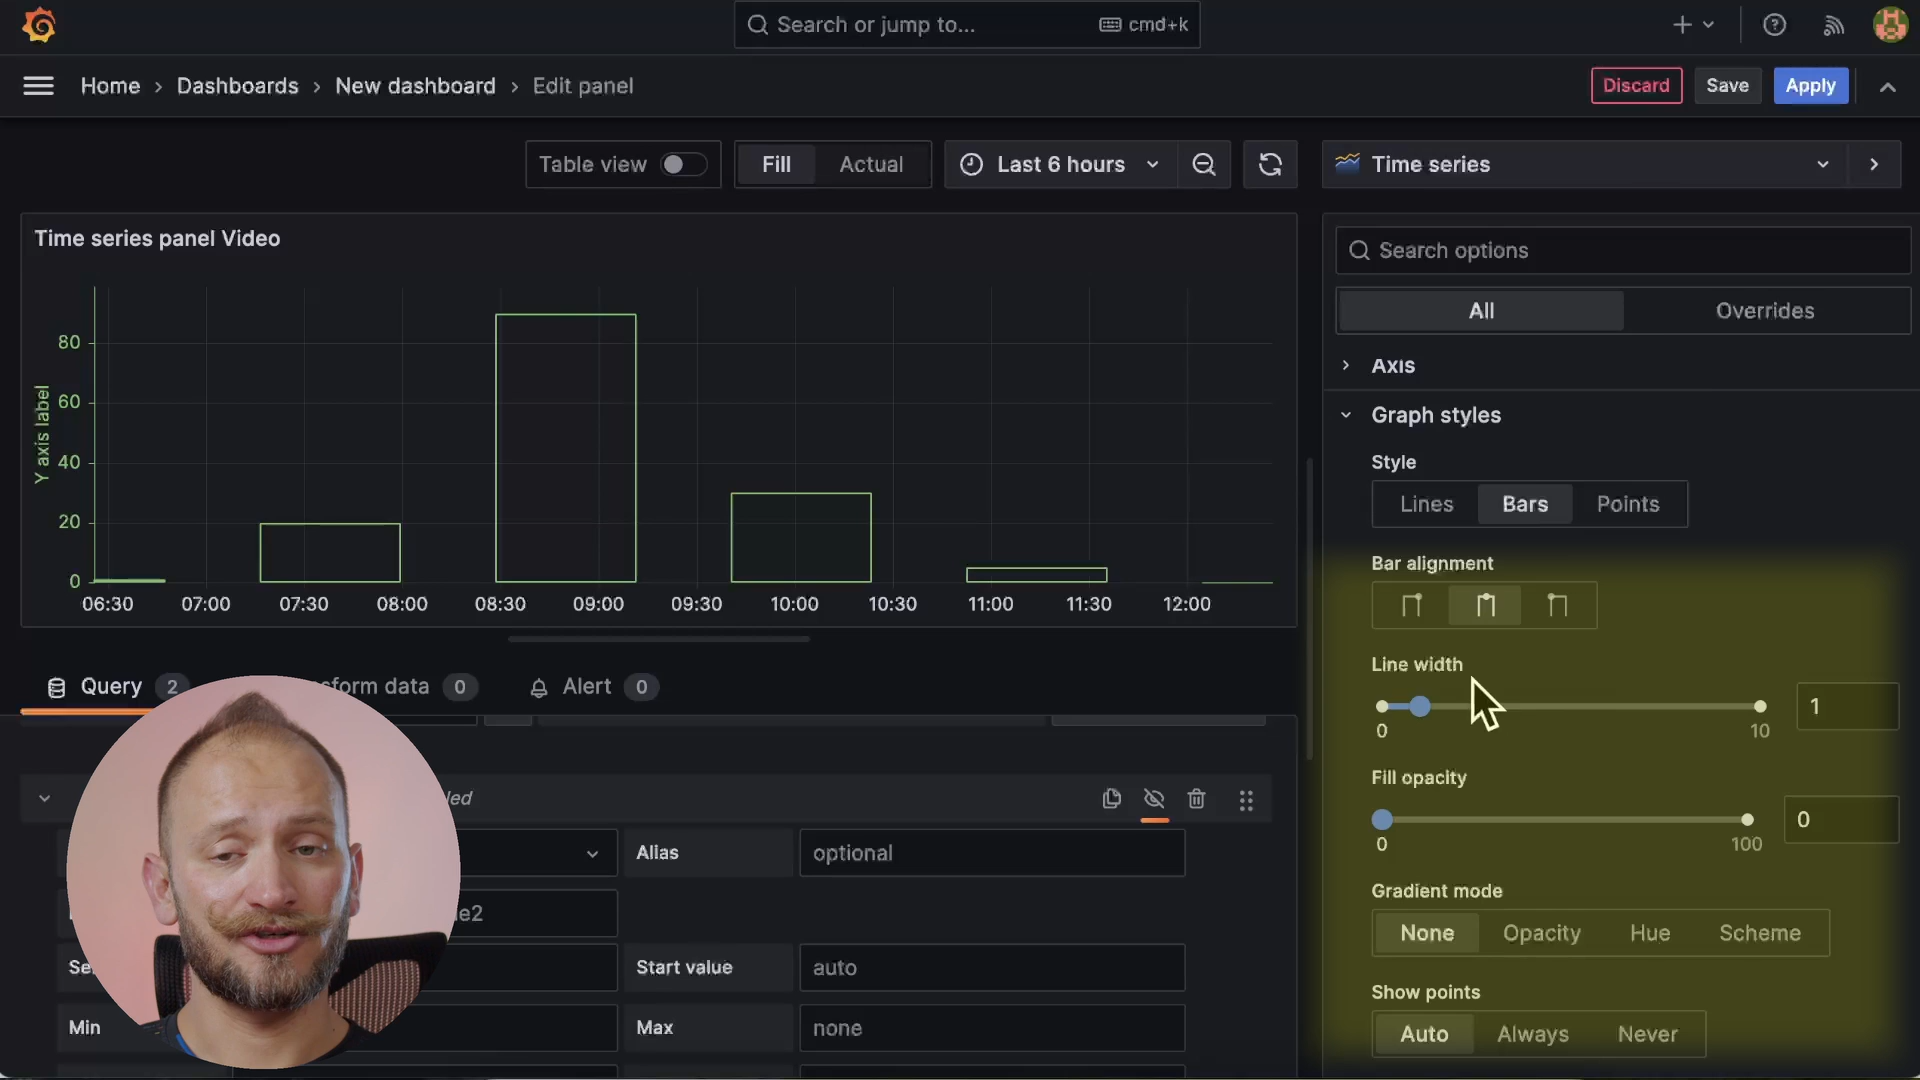 Search or jump to... cmd+k
Home › Dashboards › New dashboard › Edit panel Discard Save Apply
Table view Fill Actual Last 6 hours Time series
Time series panel Video
Search options
All Overrides
Axis
Graph styles
Style
Lines Bars Points
Bar alignment
Line width
0 10 1
Fill opacity
0 100 0
Gradient mode
None Opacity Hue Scheme
Show points
Auto Always Never
Y axis label
80
60
40
20
0
06:30 07:00 07:30 08:00 08:30 09:00 09:30 10:00 10:30 11:00 11:30 12:00
Query 2 sform data 0 Alert 0
led
Alias optional
e2
Se Start value auto
Min Max none